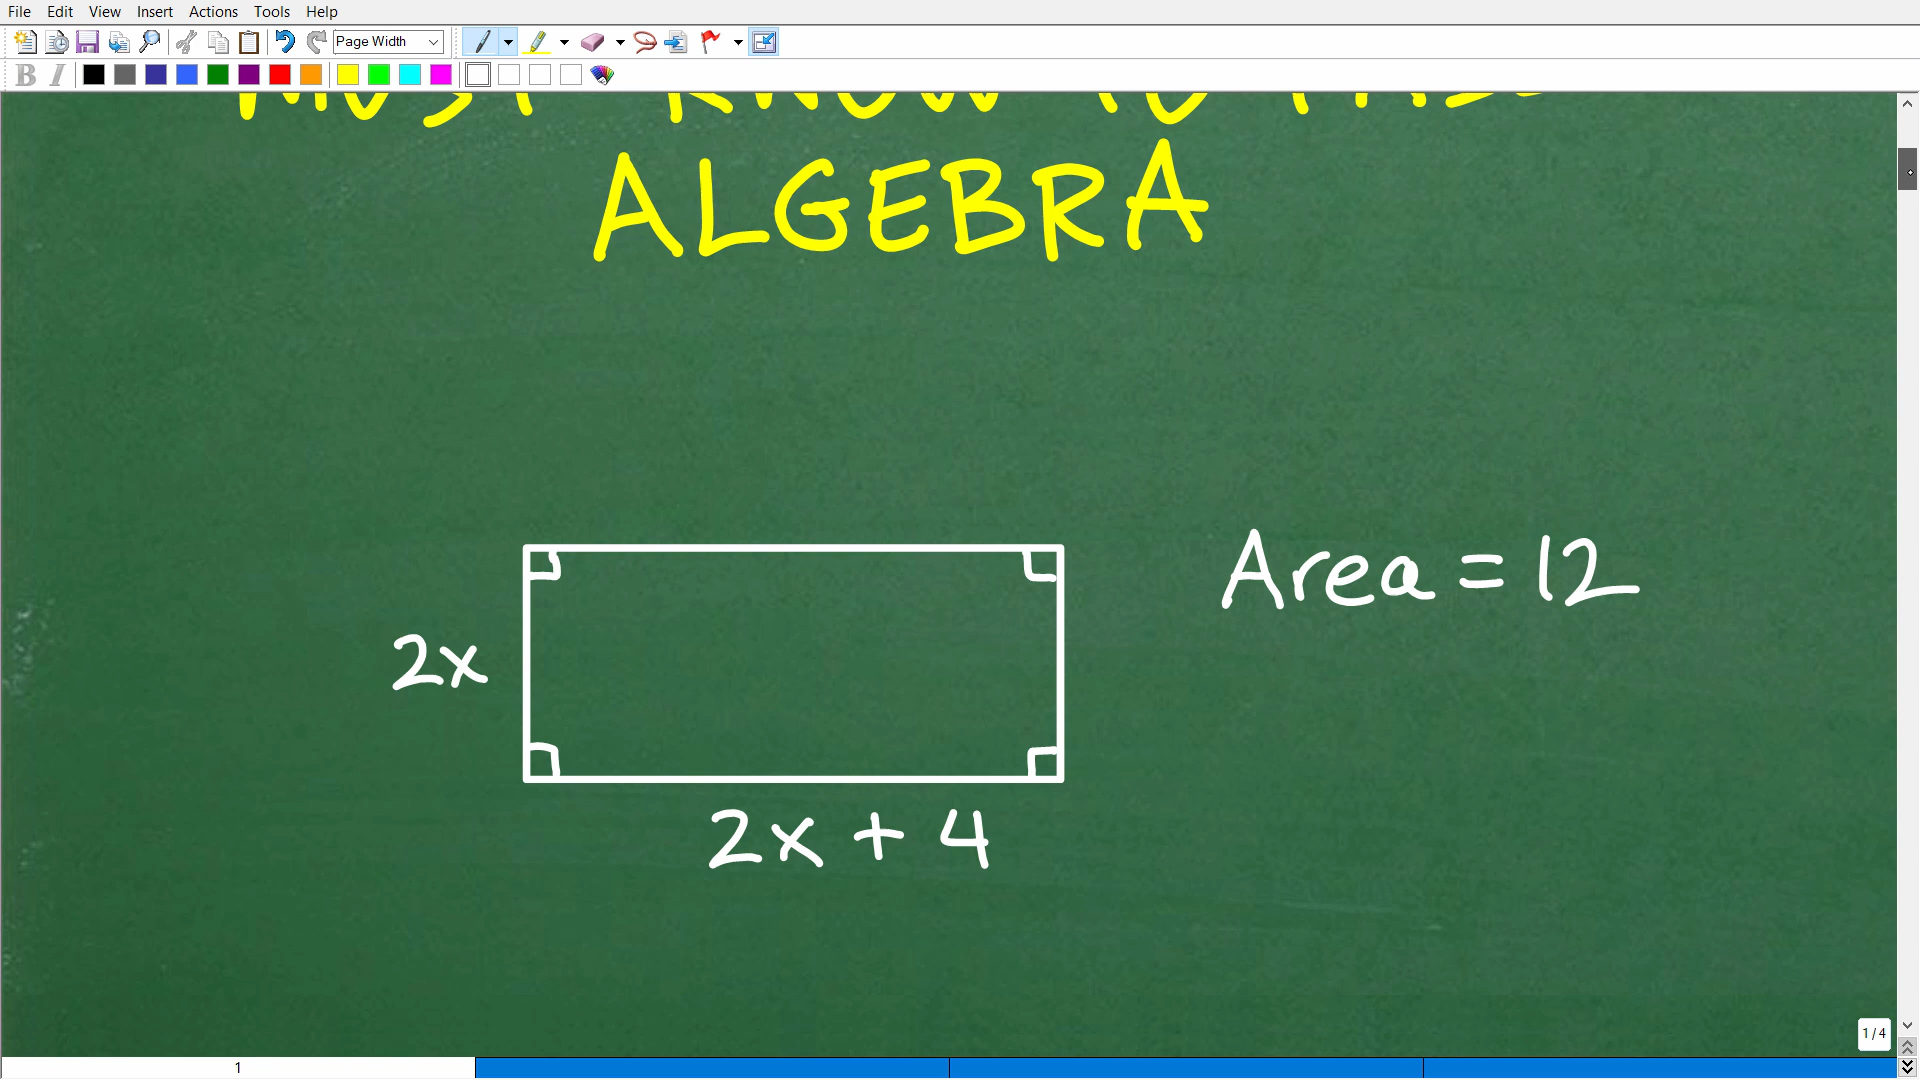 File Edit View Insert Actions Tools Help
Page Width
B I
ALGEBRA
Area = 12
2x
2x + 4
1 / 4
1